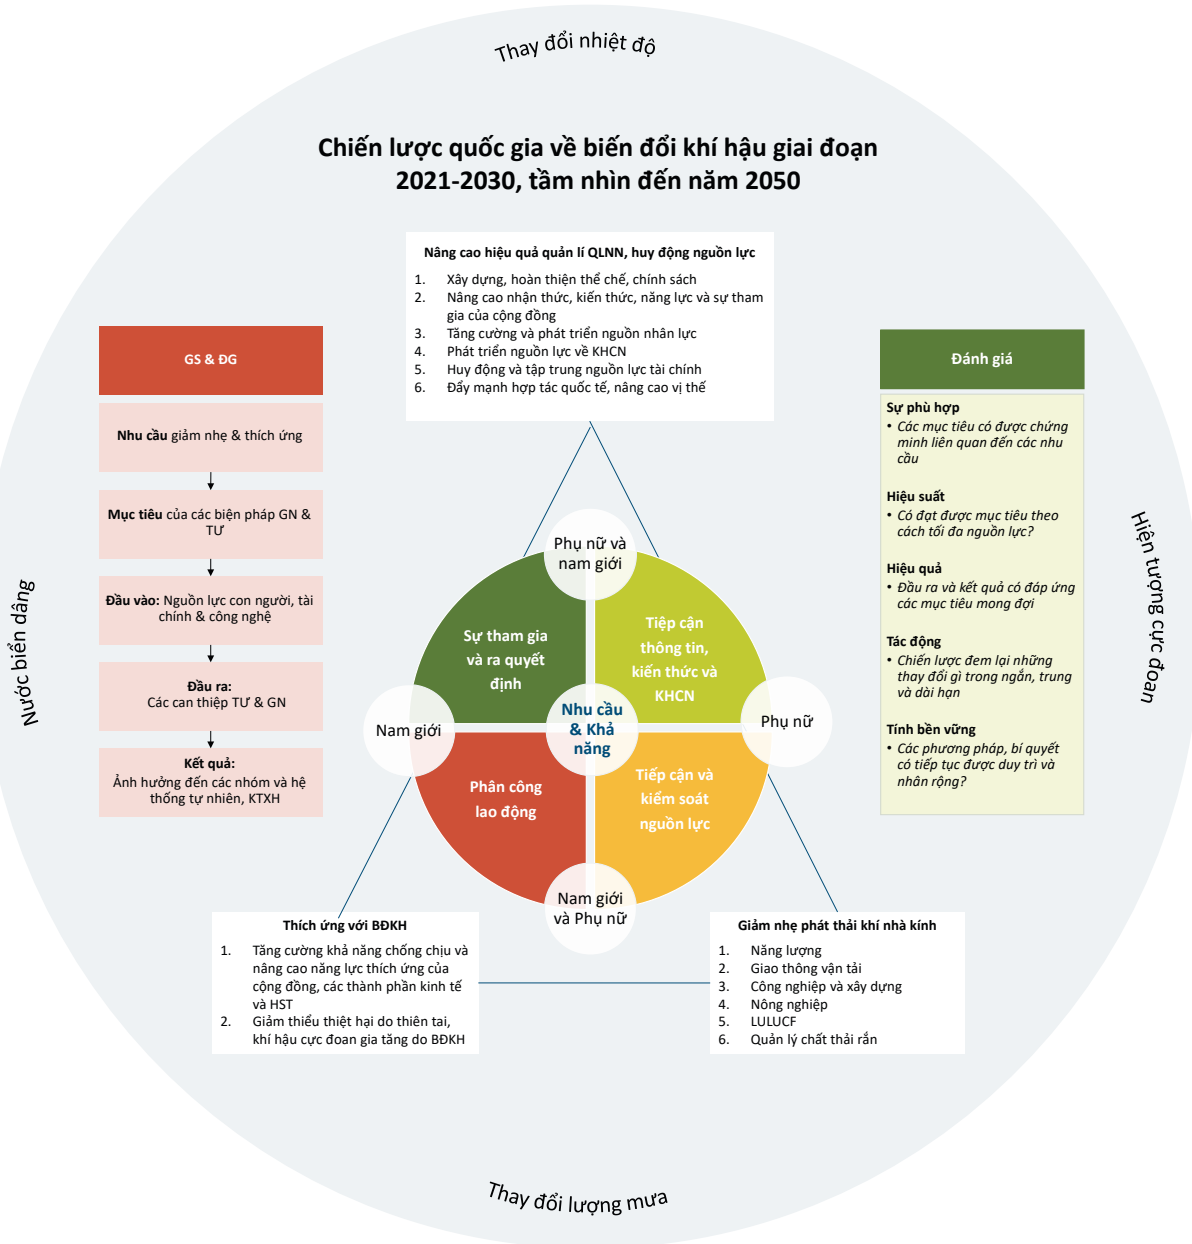 Thay đổi nhiệt độ
Chiến lược quốc gia về biến đổi khí hậu giai đoạn
2021-2030, tầm nhìn đến năm 2050
Nâng cao hiệu quả quản lí QLNN, huy động nguồn lực
1. Xây dựng, hoàn thiện thể chế, chính sách
2. Nâng cao nhận thức, kiến thức, năng lực và sự tham
gia của cộng đồng
3. Tăng cường và phát triển nguồn nhân lực
4. Phát triển nguồn lực về KHCN
5. Huy động và tập trung nguồn lực tài chính
6. Đẩy mạnh hợp tác quốc tế, nâng cao vị thế
GS & ĐG
Nhu cầu giảm nhẹ & thích ứng
Mục tiêu của các biện pháp GN &
TƯ
Đầu vào: Nguồn lực con người, tài
chính & công nghệ
Đầu ra:
Các can thiệp TƯ & GN
Kết quả:
Ảnh hưởng đến các nhóm và hệ
thống tự nhiên, KTXH
Đánh giá
Sự phù hợp
• Các mục tiêu có được chứng
minh liên quan đến các nhu
cầu
Hiệu suất
• Có đạt được mục tiêu theo
cách tối đa nguồn lực?
Hiệu quả
• Đầu ra và kết quả có đáp ứng
các mục tiêu mong đợi
Tác động
• Chiến lược đem lại những
thay đổi gì trong ngắn, trung
và dài hạn
Tính bền vững
• Các phương pháp, bí quyết
có tiếp tục được duy trì và
nhân rộng?
Nước biển dâng
Hiện tượng cực đoan
Phụ nữ và
nam giới
Sự tham gia
và ra quyết
định
Tiệp cận
thông tin,
kiến thức và
KHCN
Nam giới
Nhu cầu
& Khả
năng
Phụ nữ
Phân công
lao động
Tiếp cận và
kiểm soát
nguồn lực
Nam giới
và Phụ nữ
Thích ứng với BĐKH
1. Tăng cường khả năng chống chịu và
nâng cao năng lực thích ứng của
cộng đồng, các thành phần kinh tế
và HST
2. Giảm thiểu thiệt hại do thiên tai,
khí hậu cực đoan gia tăng do BĐKH
Giảm nhẹ phát thải khí nhà kính
1. Năng lượng
2. Giao thông vận tải
3. Công nghiệp và xây dựng
4. Nông nghiệp
5. LULUCF
6. Quản lý chất thải rắn
Thay đổi lượng mưa